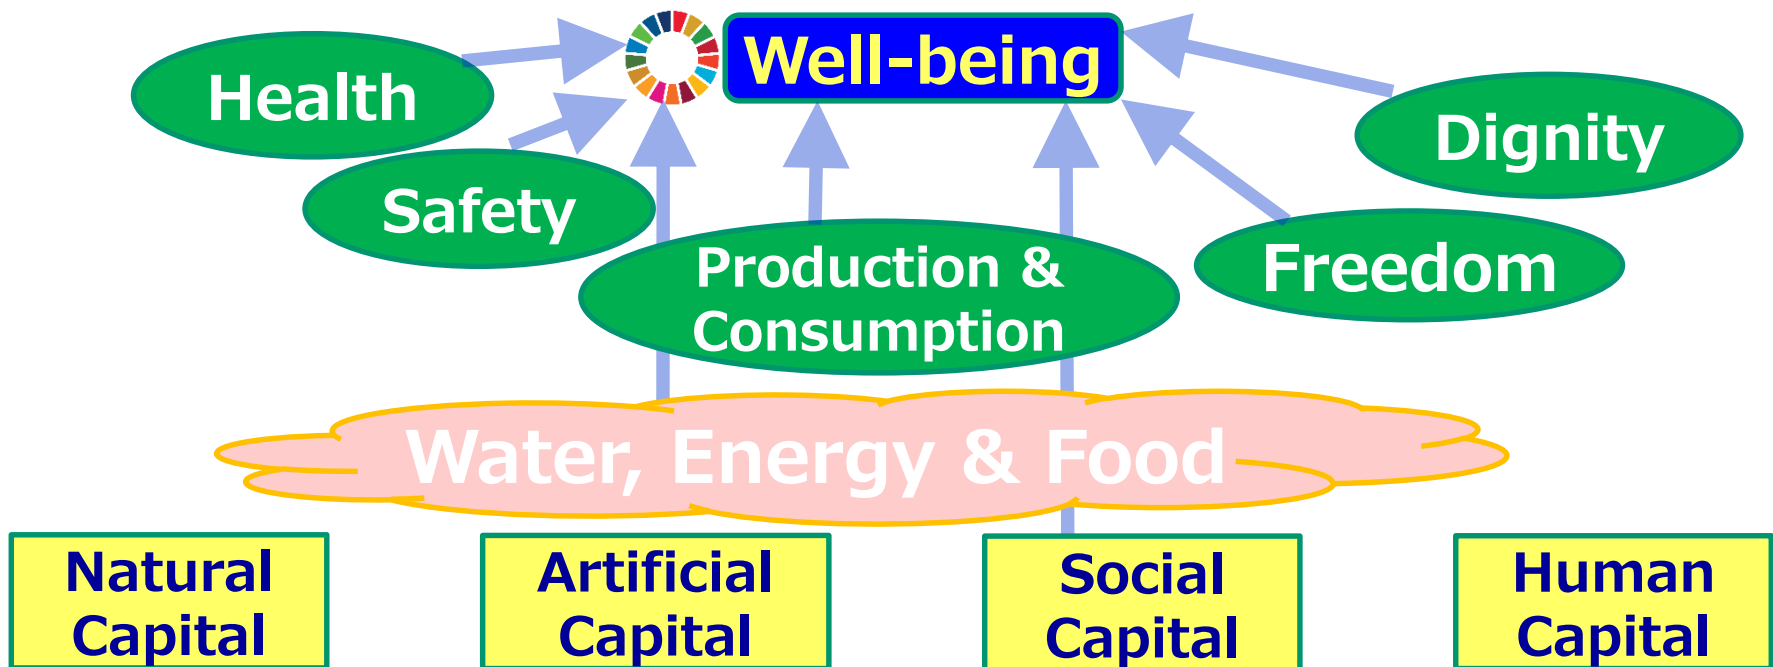 Well-being
Health
Safety
Dignity
Freedom
Production &
Consumption
Water, Energy & Food
Natural
Capital
Artificial
Capital
Social
Capital
Human
Capital